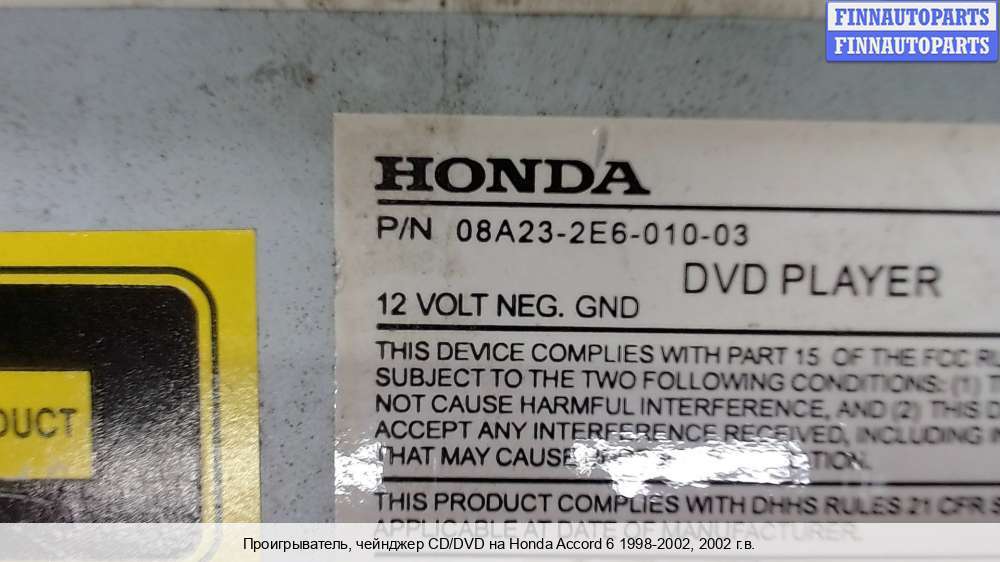 FINNAUTOPARTS
FINNAUTOPARTS
HONDA
P/N 08A23-2E6-010-03
DVD PLAYER
12 VOLT NEG. GND
THIS DEVICE COMPLIES WITH PART 15 OF THE FCC
SUBJECT TO THE TWO FOLLOWING CONDITIONS: (1)
NOT CAUSE HARMFUL INTERFERENCE, AND (2) THIS
ACCEPT ANY INTERFERENCE RECEIVED, INCLUDING
THAT MAY CAUSE
DUCT
THIS PRODUCT COMPLIES WITH DHHS RULES 21 CFR
APPLICABLE AT DATE OF MANUFACTURER.
Проигрыватель, чейнджер CD/DVD на Honda Accord 6 1998-2002, 2002 г.в.